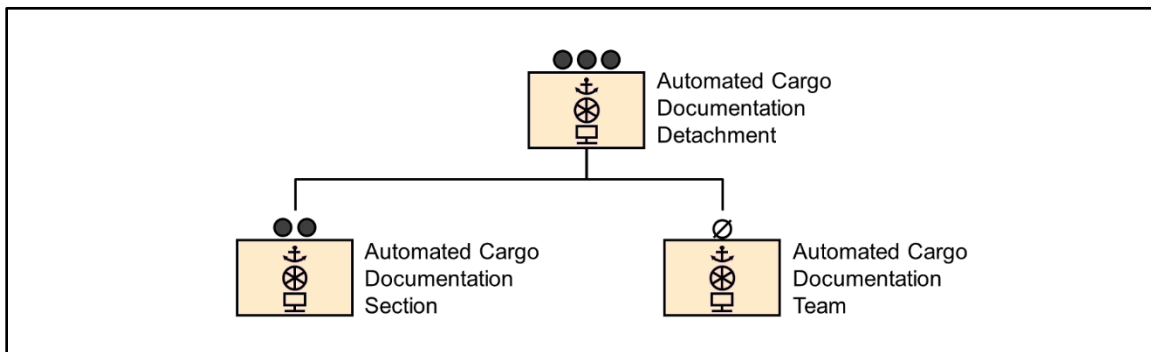 Automated Cargo
Documentation
Detachment
Automated Cargo
Documentation
Section
Automated Cargo
Documentation
Team